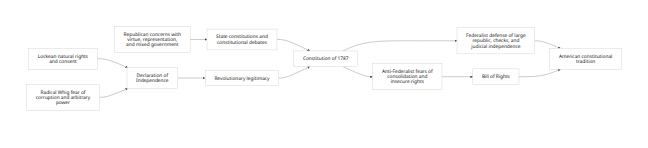 Republican concerns with
virtue, representation,
and mixed government
State constitutions and
constitutional debates
Lockean natural rights
and consent
Radical Whig fear of
corruption and arbitrary
power
Declaration of
Independence
Revolutionary legitimacy
Constitution of 1787
Federalist defense of large
republic, checks, and
judicial independence
Anti-Federalist fears of
consolidation and
insecure rights
Bill of Rights
American constitutional
tradition